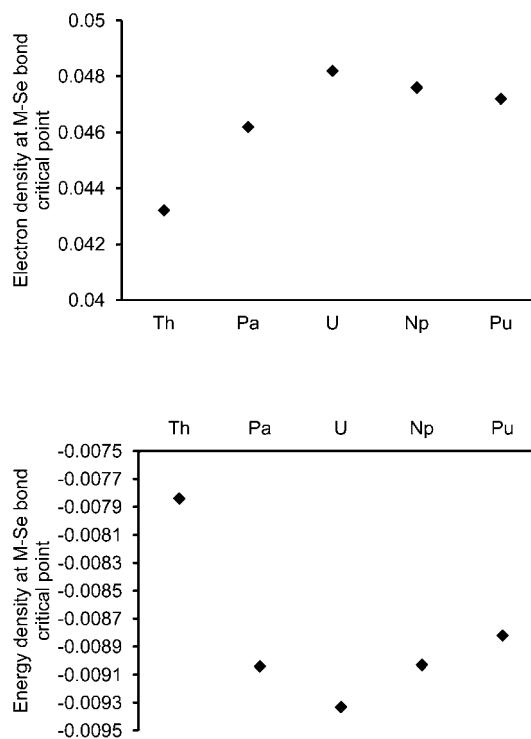 Electron density at M-Se bond
critical point
0.05
0.048
0.046
0.044
0.042
0.04
Th Pa U Np Pu
Energy density at M-Se bond
critical point
Th Pa U Np Pu
-0.0075
-0.0077
-0.0079
-0.0081
-0.0083
-0.0085
-0.0087
-0.0089
-0.0091
-0.0093
-0.0095